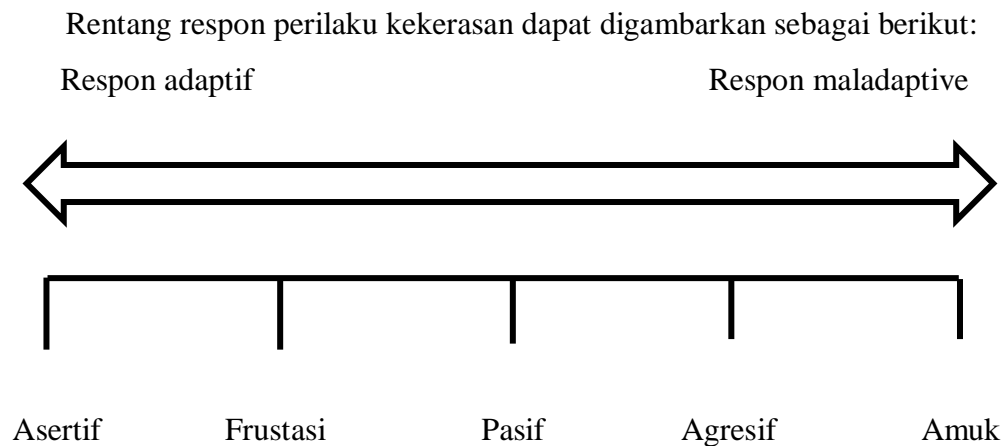 Rentang respon perilaku kekerasan dapat digambarkan sebagai berikut:
Respon adaptif Respon maladaptive
Asertif Frustasi Pasif Agresif Amuk